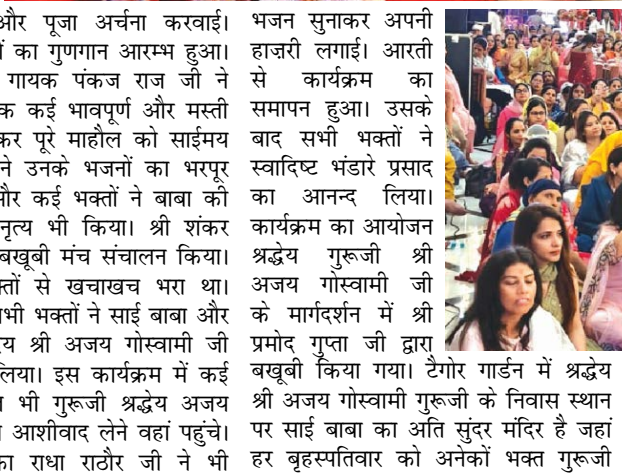 और पूजा अर्चना करवाई।
का गुणगान आरम्भ हुआ।
गायक पंकज राज जी ने
कई भावपूर्ण और मस्ती
कर पूरे माहौल को साईमय
ने उनके भजनों का भरपूर
और कई भक्तों ने बाबा की
नृत्य भी किया। श्री शंकर
बखूबी मंच संचालन किया।
से खचाखच भरा था।
भक्तों ने साई बाबा और
श्री अजय गोस्वामी जी
लिया। इस कार्यक्रम में कई
भी गुरूजी श्रद्धेय अजय
आशीवाद लेने वहां पहुंचे।
राधा राठौर जी ने भी
भजन सुनाकर अपनी
हाज़री लगाई। आरती
से कार्यक्रम का
समापन हुआ। उसके
बाद सभी भक्तों ने
स्वादिष्ट भंडारे प्रसाद
का आनन्द लिया।
कार्यक्रम का आयोजन
श्रद्धेय गुरूजी श्री
अजय गोस्वामी जी
के मार्गदर्शन में श्री
प्रमोद गुप्ता जी द्वारा
बखूबी किया गया। टैगोर गार्डन में श्रद्धेय
श्री अजय गोस्वामी गुरूजी के निवास स्थान
पर साई बाबा का अति सुंदर मंदिर है जहां
हर बृहस्पतिवार को अनेकों भक्त गुरूजी